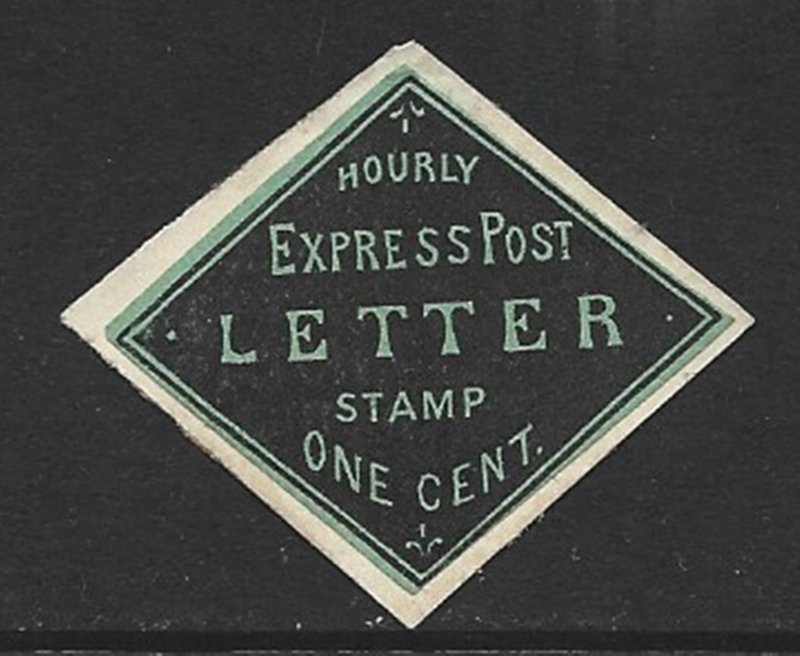 HOURLY
EXPRESS POST
LETTER
STAMP
ONE CENT.